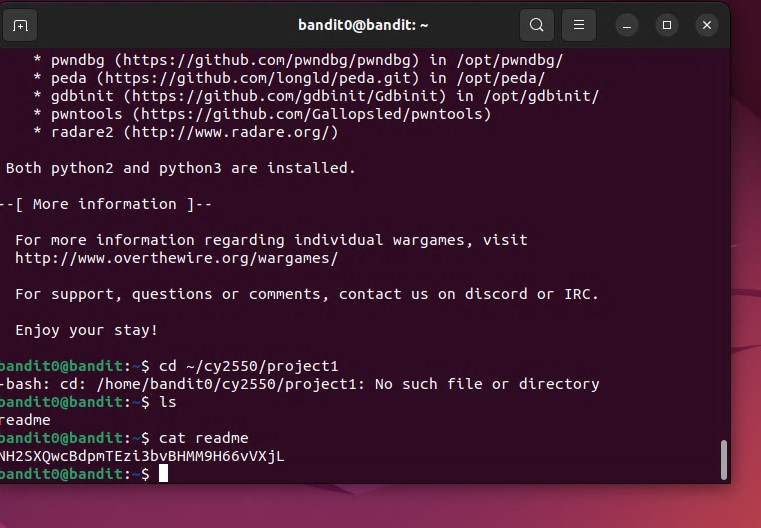 bandit0@bandit: ~
* pwndbg (https://github.com/pwndbg/pwndbg) in /opt/pwndbg/
* peda (https://github.com/longld/peda.git) in /opt/peda/
* gdbinit (https://github.com/gdbinit/Gdbinit) in /opt/gdbinit/
* pwntools (https://github.com/Gallopsled/pwntools)
* radare2 (http://www.radare.org/)
Both python2 and python3 are installed.
--[ More information ]--
For more information regarding individual wargames, visit
http://www.overthewire.org/wargames/
For support, questions or comments, contact us on discord or IRC.
Enjoy your stay!
bandit0@bandit:~$ cd ~/cy2550/project1
-bash: cd: /home/bandit0/cy2550/project1: No such file or directory
bandit0@bandit:~$ ls
readme
bandit0@bandit:~$ cat readme
NH2SXQwcBdpmTEzi3bvBHMM9H66vVXjL
bandit0@bandit:~$